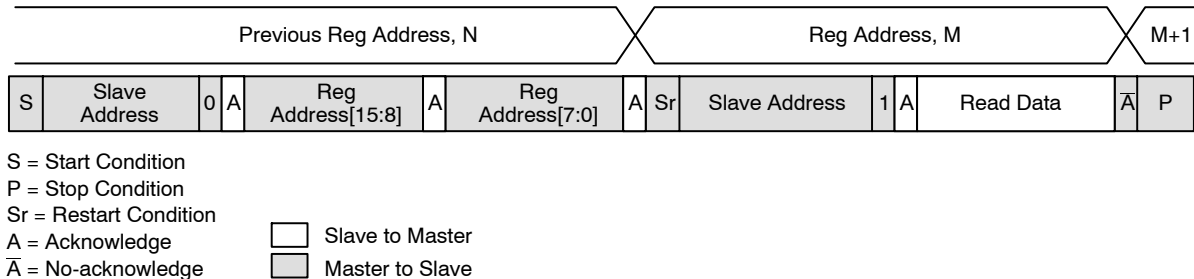 Previous Reg Address, N Reg Address, M M+1
S Slave Address 0 A Reg Address[15:8] A Reg Address[7:0] A Sr Slave Address 1 A Read Data A̅ P
S = Start Condition
P = Stop Condition
Sr = Restart Condition
A = Acknowledge
A̅ = No-acknowledge
Slave to Master
Master to Slave